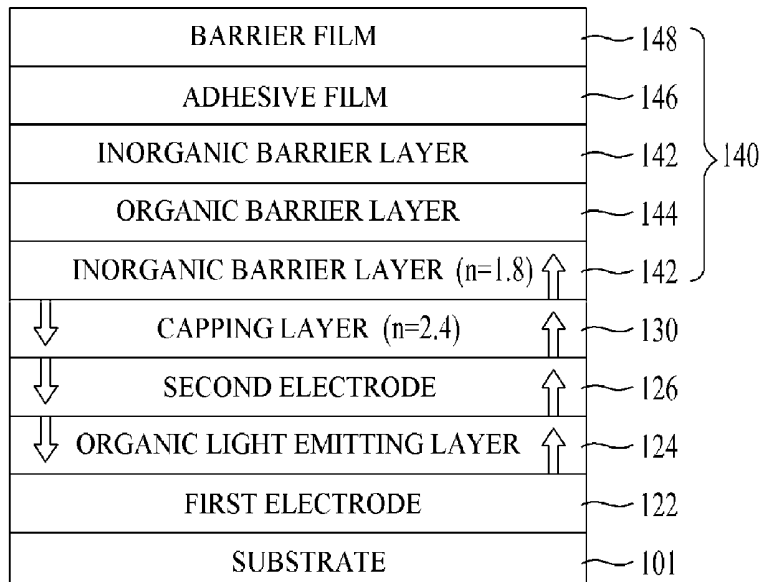 BARRIER FILM 148
ADHESIVE FILM 146
INORGANIC BARRIER LAYER 142
140
ORGANIC BARRIER LAYER 144
INORGANIC BARRIER LAYER (n=1.8) 142
CAPPING LAYER (n=2.4) 130
SECOND ELECTRODE 126
ORGANIC LIGHT EMITTING LAYER 124
FIRST ELECTRODE 122
SUBSTRATE 101